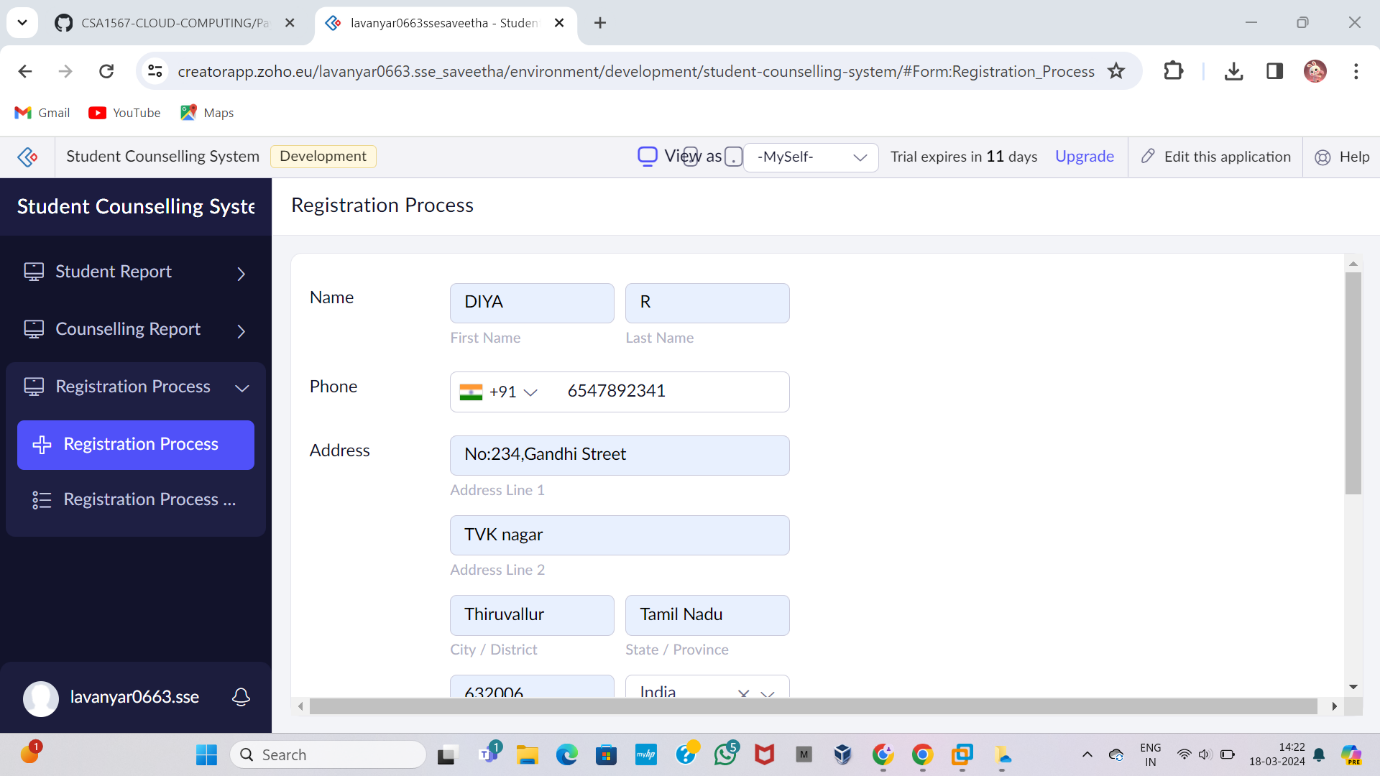 CSA1567-CLOUD-COMPUTING/Pa
lavanyar0663ssesaveetha - Studen
creatorapp.zoho.eu/lavanyar0663.sse_saveetha/environment/development/student-counselling-system/#Form:Registration_Process
Gmail YouTube Maps
Student Counselling System Development View as -MySelf- Trial expires in 11 days Upgrade Edit this application Help
Student Counselling Syste
Registration Process
Student Report
Counselling Report
Registration Process
Registration Process
Registration Process ...
lavanyar0663.sse
Name DIYA R
First Name Last Name
Phone +91 6547892341
Address No:234,Gandhi Street
Address Line 1
TVK nagar
Address Line 2
Thiruvallur Tamil Nadu
City / District State / Province
632006 India
1 Search 1 5 M PRE
ENG
IN
14:22
18-03-2024